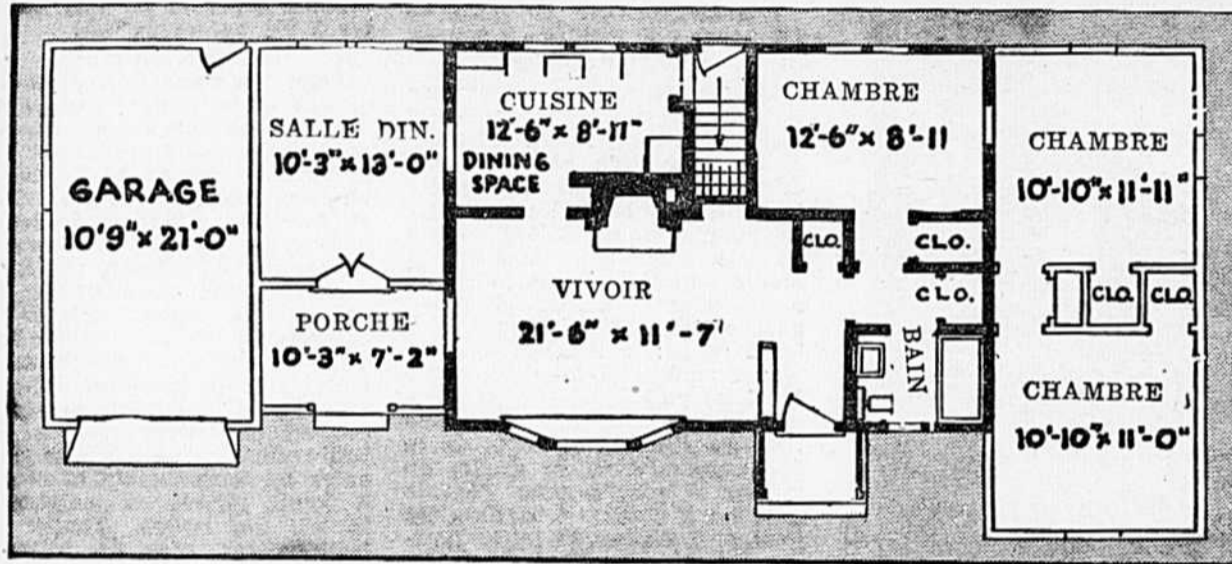 GARAGE
10'9" x 21'-0"
SALLE DIN.
10'-3" x 13'-0"
PORCHE
10'-3" x 7'-2"
CUISINE
12'-6" x 8'-11"
DINING
SPACE
VIVOIR
21'-6" x 11'-7"
CHAMBRE
12'-6" x 8'-11
CLO.
CLO.
CLO.
BAIN
CHAMBRE
10'-10" x 11'-11"
CLO.
CLO.
CHAMBRE
10'-10" x 11'-0"